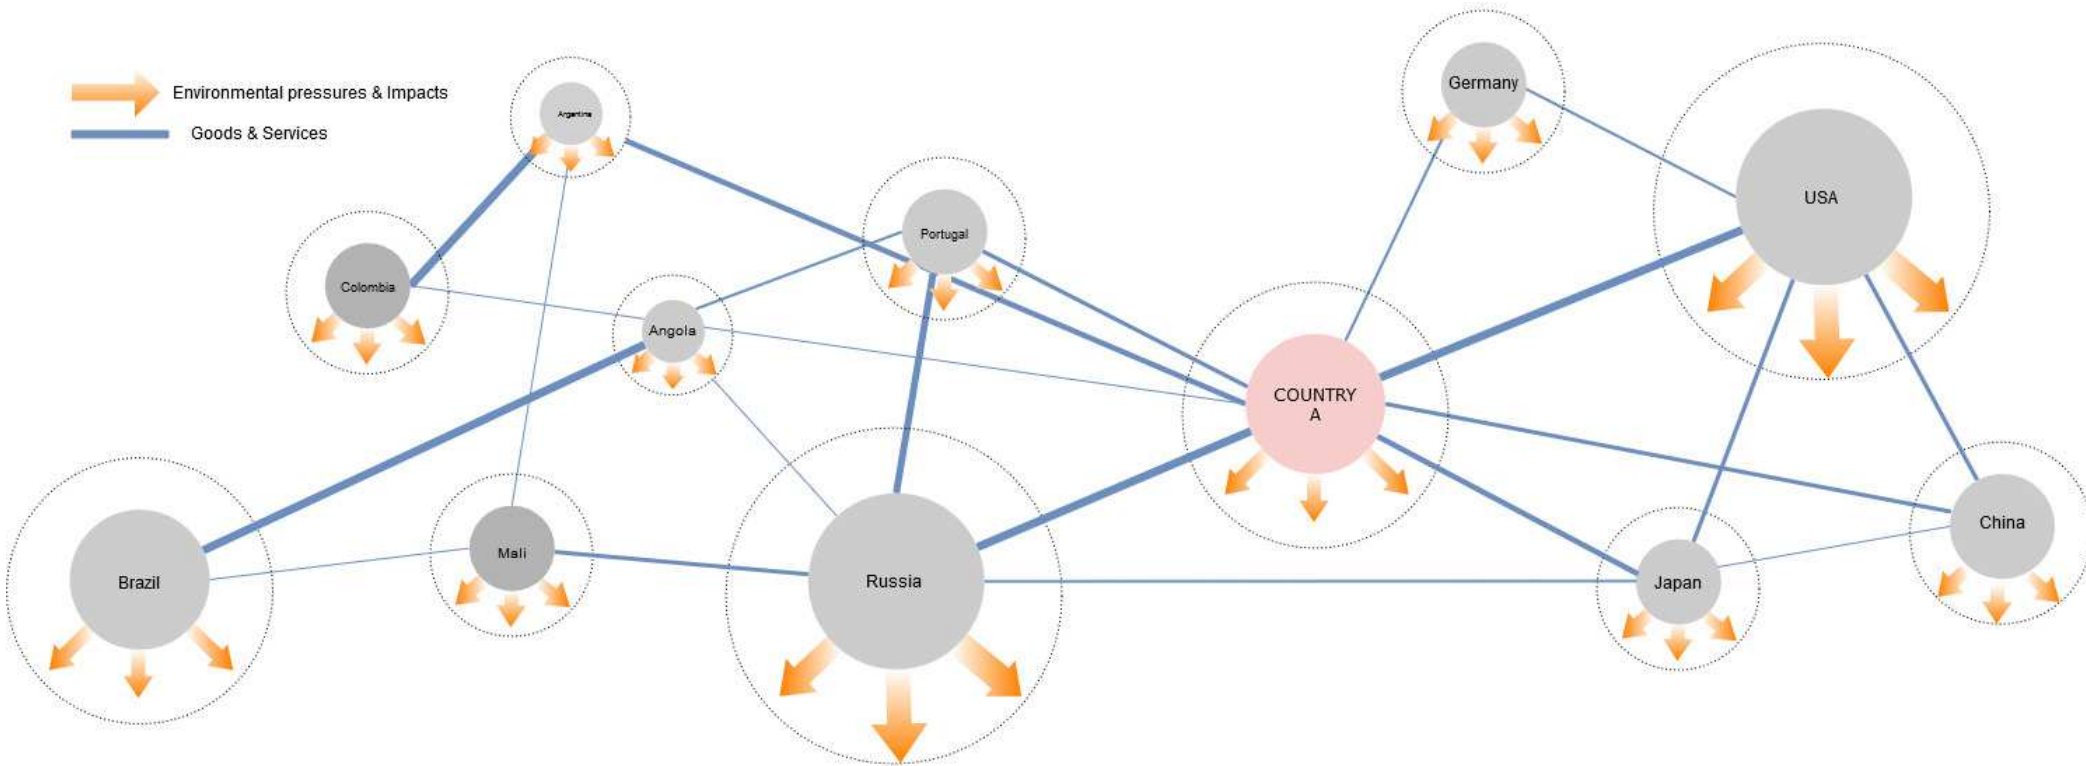 Environmental pressures & Impacts
Goods & Services
Argentina
Germany
USA
Portugal
Colombia
Angola
COUNTRY
A
Brazil
Mali
Russia
Japan
China